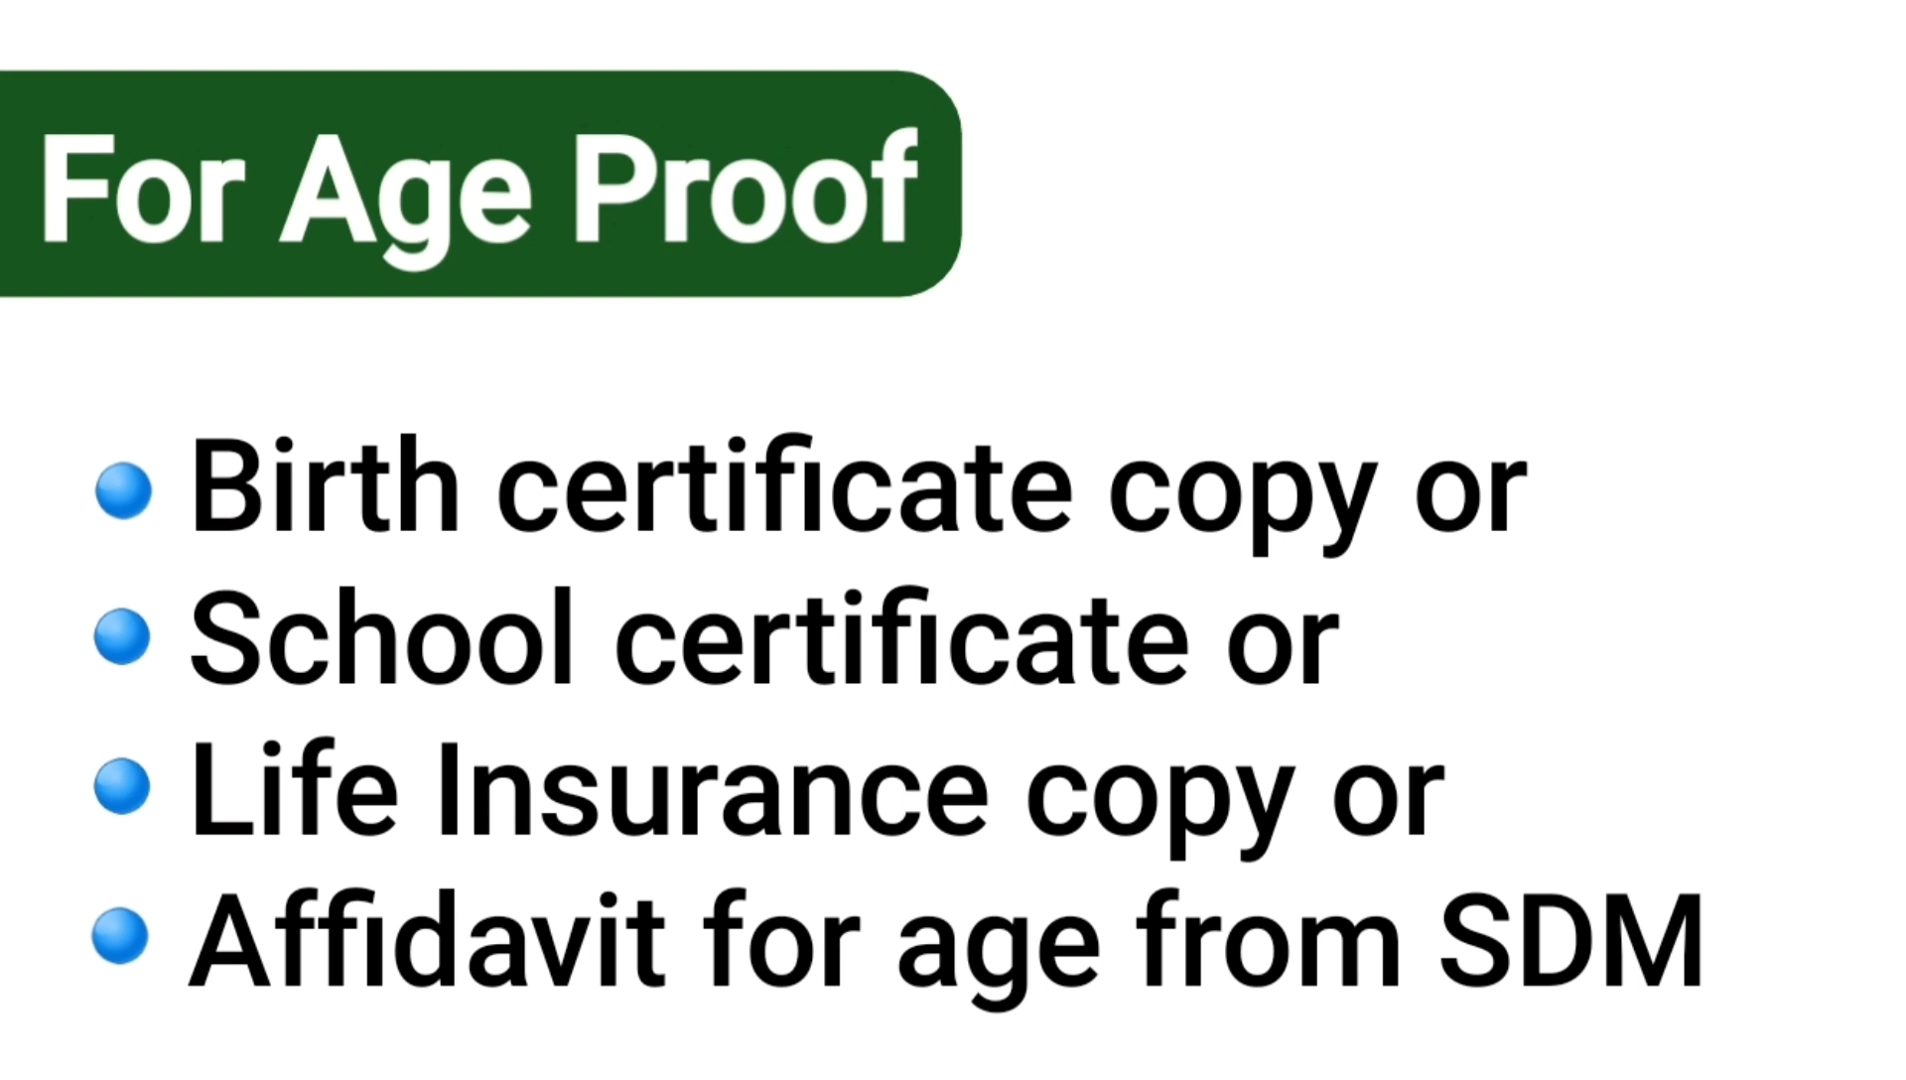 For Age Proof
Birth certificate copy or
School certificate or
Life Insurance copy or
Affidavit for age from SDM